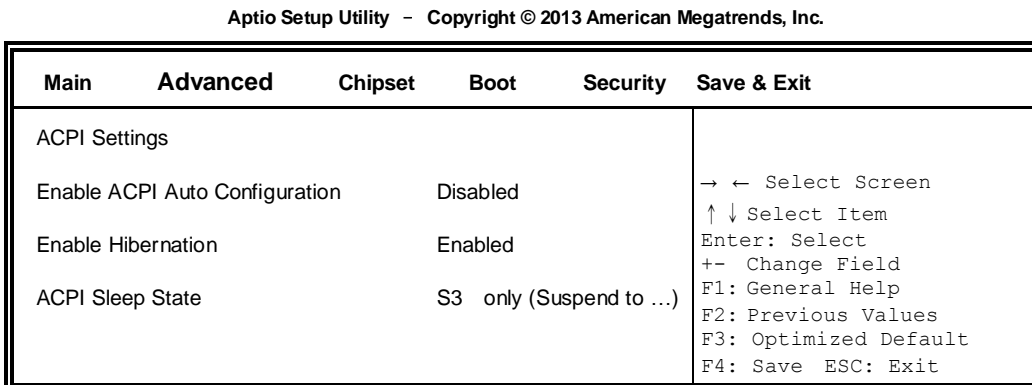 Aptio Setup Utility – Copyright © 2013 American Megatrends, Inc.
Main Advanced Chipset Boot Security Save & Exit
ACPI Settings
Enable ACPI Auto Configuration Disabled
Enable Hibernation Enabled
ACPI Sleep State S3 only (Suspend to …)
→ ← Select Screen
↑ ↓ Select Item
Enter: Select
+- Change Field
F1: General Help
F2: Previous Values
F3: Optimized Default
F4: Save ESC: Exit